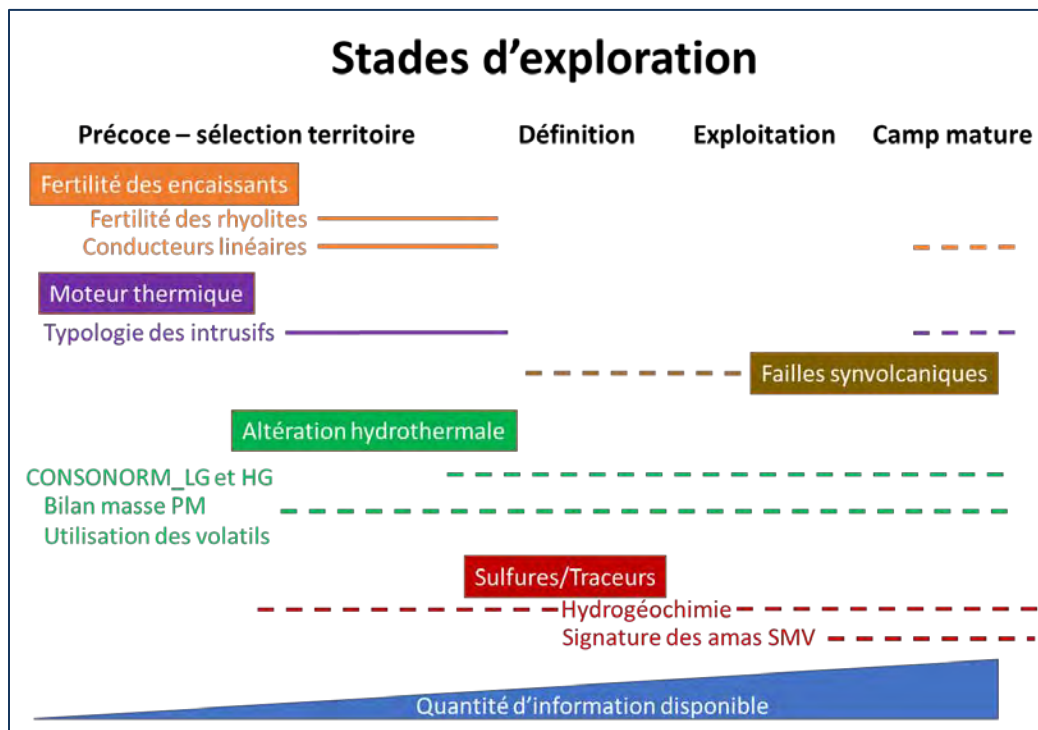 Stades d'exploration
Précoce – sélection territoire Définition Exploitation Camp mature
Fertilité des encaissants
Fertilité des rhyolites
Conducteurs linéaires
Moteur thermique
Typologie des intrusifs
Failles synvolcaniques
Altération hydrothermale
CONSONORM_LG et HG
Bilan masse PM
Utilisation des volatils
Sulfures/Traceurs
Hydrogéochimie
Signature des amas SMV
Quantité d'information disponible